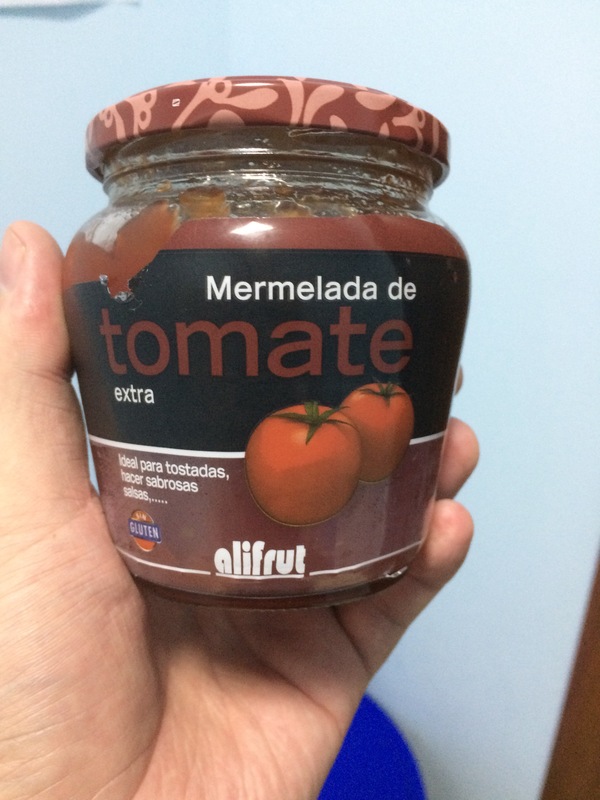 Mermelada de
tomate
extra
Ideal para tostadas,
hacer sabrosas
salsas,.....
SIN
GLUTEN
alifrut